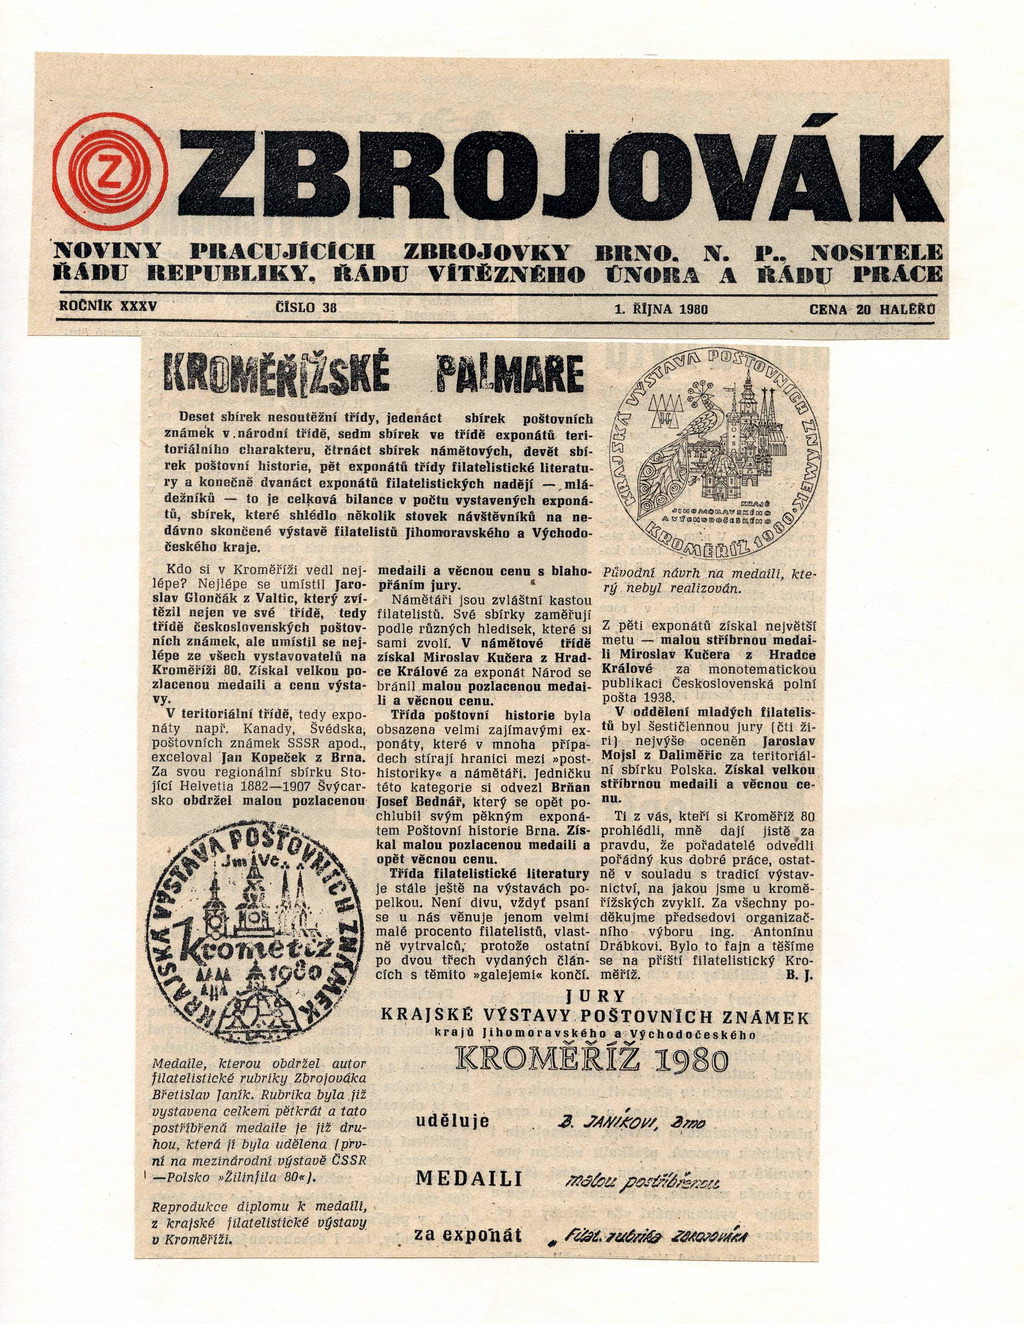 Z
ZBROJOVÁK
NOVINY PRACUJÍCÍCH ZBROJOVKY BRNO, N. P., NOSITELE
ŘÁDU REPUBLIKY, ŘÁDU VÍTĚZNÉHO ÚNORA A ŘÁDU PRÁCE
ROČNÍK XXXV ČÍSLO 38 1. ŘÍJNA 1980 CENA 20 HALÉŘŮ
KROMĚŘÍŽSKÉ PALMARE
Deset sbírek nesoutěžní třídy, jedenáct sbírek poštovních
známek v národní třídě, sedm sbírek ve třídě exponátů teri-
toriálního charakteru, čtrnáct sbírek námětových, devět sbí-
rek poštovní historie, pět exponátů třídy filatelistické literatu-
ry a konečně dvanáct exponátů filatelistických nadějí — mlá-
dežníků — to je celková bilance v počtu vystavených exponá-
tů, sbírek, které shlédlo několik stovek návštěvníků na ne-
dávno skončené výstavě filatelistů Jihomoravského a Východo-
českého kraje.
Kdo si v Kroměříži vedl nej-
lépe? Nejlépe se umístil Jaro-
slav Glončák z Valtic, který zví-
tězil nejen ve své třídě, tedy
třídě československých poštov-
ních známek, ale umístil se nej-
lépe ze všech vystavovatelů na
Kroměříži 80. Získal velkou po-
zlacenou medaili a cenu výsta-
vy.
V teritoriální třídě, tedy expo-
náty např. Kanady, Švédska,
poštovních známek SSSR apod.,
exceloval Jan Kopeček z Brna.
Za svou regionální sbírku Sto-
jící Helvetia 1882—1907 Švýcar-
sko obdržel malou pozlacenou
KRAJSKÁ VÝSTAVA POŠTOVNÍCH ZNÁMEK
Jm Vč.
Kroměříž
1980
Medaile, kterou obdržel autor
filatelistické rubriky Zbrojováka
Břetislav Janík. Rubrika byla již
vystavena celkem pětkrát a tato
postříbřená medaile je již dru-
hou, která jí byla udělena (prv-
ní na mezinárodní výstavě ČSSR
—Polsko »Žilinfila 80«).
Reprodukce diplomu k medaili,
z krajské filatelistické výstavy
v Kroměříži.
medaili a věcnou cenu s blaho-
přáním jury.
Námětáři jsou zvláštní kastou
filatelistů. Své sbírky zaměřují
podle různých hledisek, které si
sami zvolí. V námětové třídě
získal Miroslav Kučera z Hrad-
ce Králové za exponát Národ se
bránil malou pozlacenou medai-
li a věcnou cenu.
Třída poštovní historie byla
obsazena velmi zajímavými ex-
ponáty, které v mnoha přípa-
dech stírají hranici mezi »post-
historiky« a námětáři. Jedničku
této kategorie si odvezl Brňan
Josef Bednář, který se opět po-
chlubil svým pěkným exponá-
tem Poštovní historie Brna. Zís-
kal malou pozlacenou medaili a
opět věcnou cenu.
Třída filatelistické literatury
je stále ještě na výstavách po-
pelkou. Není divu, vždyť psaní
se u nás věnuje jenom velmi
malé procento filatelistů, vlast-
ně vytrvalců, protože ostatní
po dvou třech vydaných člán-
cích s těmito »galejemi« končí.
KRAJSKÁ VÝSTAVA POŠTOVNÍCH ZNÁMEK
KRAJŮ
JIHOMORAVSKÉHO
A VÝCHODOČESKÉHO
KROMĚŘÍŽ 1980
Původní návrh na medaili, kte-
rý nebyl realizován.
Z pěti exponátů získal největší
metu — malou stříbrnou medai-
li Miroslav Kučera z Hradce
Králové za monotematickou
publikaci Československá polní
pošta 1938.
V oddělení mladých filatelis-
tů byl šestičlennou jury (čti ži-
ri) nejvýše oceněn Jaroslav
Mojsl z Daliměřic za teritoriál-
ní sbírku Polska. Získal velkou
stříbrnou medaili a věcnou ce-
nu.
Ti z vás, kteří si Kroměříž 80
prohlédli, mně dají jistě za
pravdu, že pořadatelé odvedli
pořádný kus dobré práce, ostat-
ně v souladu s tradicí výstav-
nictví, na jakou jsme u kromě-
řížských zvyklí. Za všechny po-
děkujme předsedovi organizač-
ního výboru ing. Antonínu
Drábkovi. Bylo to fajn a těšíme
se na příští filatelistický Kro-
měříž. B. J.
JURY
KRAJSKÉ VÝSTAVY POŠTOVNÍCH ZNÁMEK
krajů Jihomoravského a Východočeského
KROMĚŘÍŽ 1980
uděluje B. JANÍKOVI, Brno
MEDAILI malou postříbřenou
za exponát „Filat. rubrika ZBROJOVÁKA